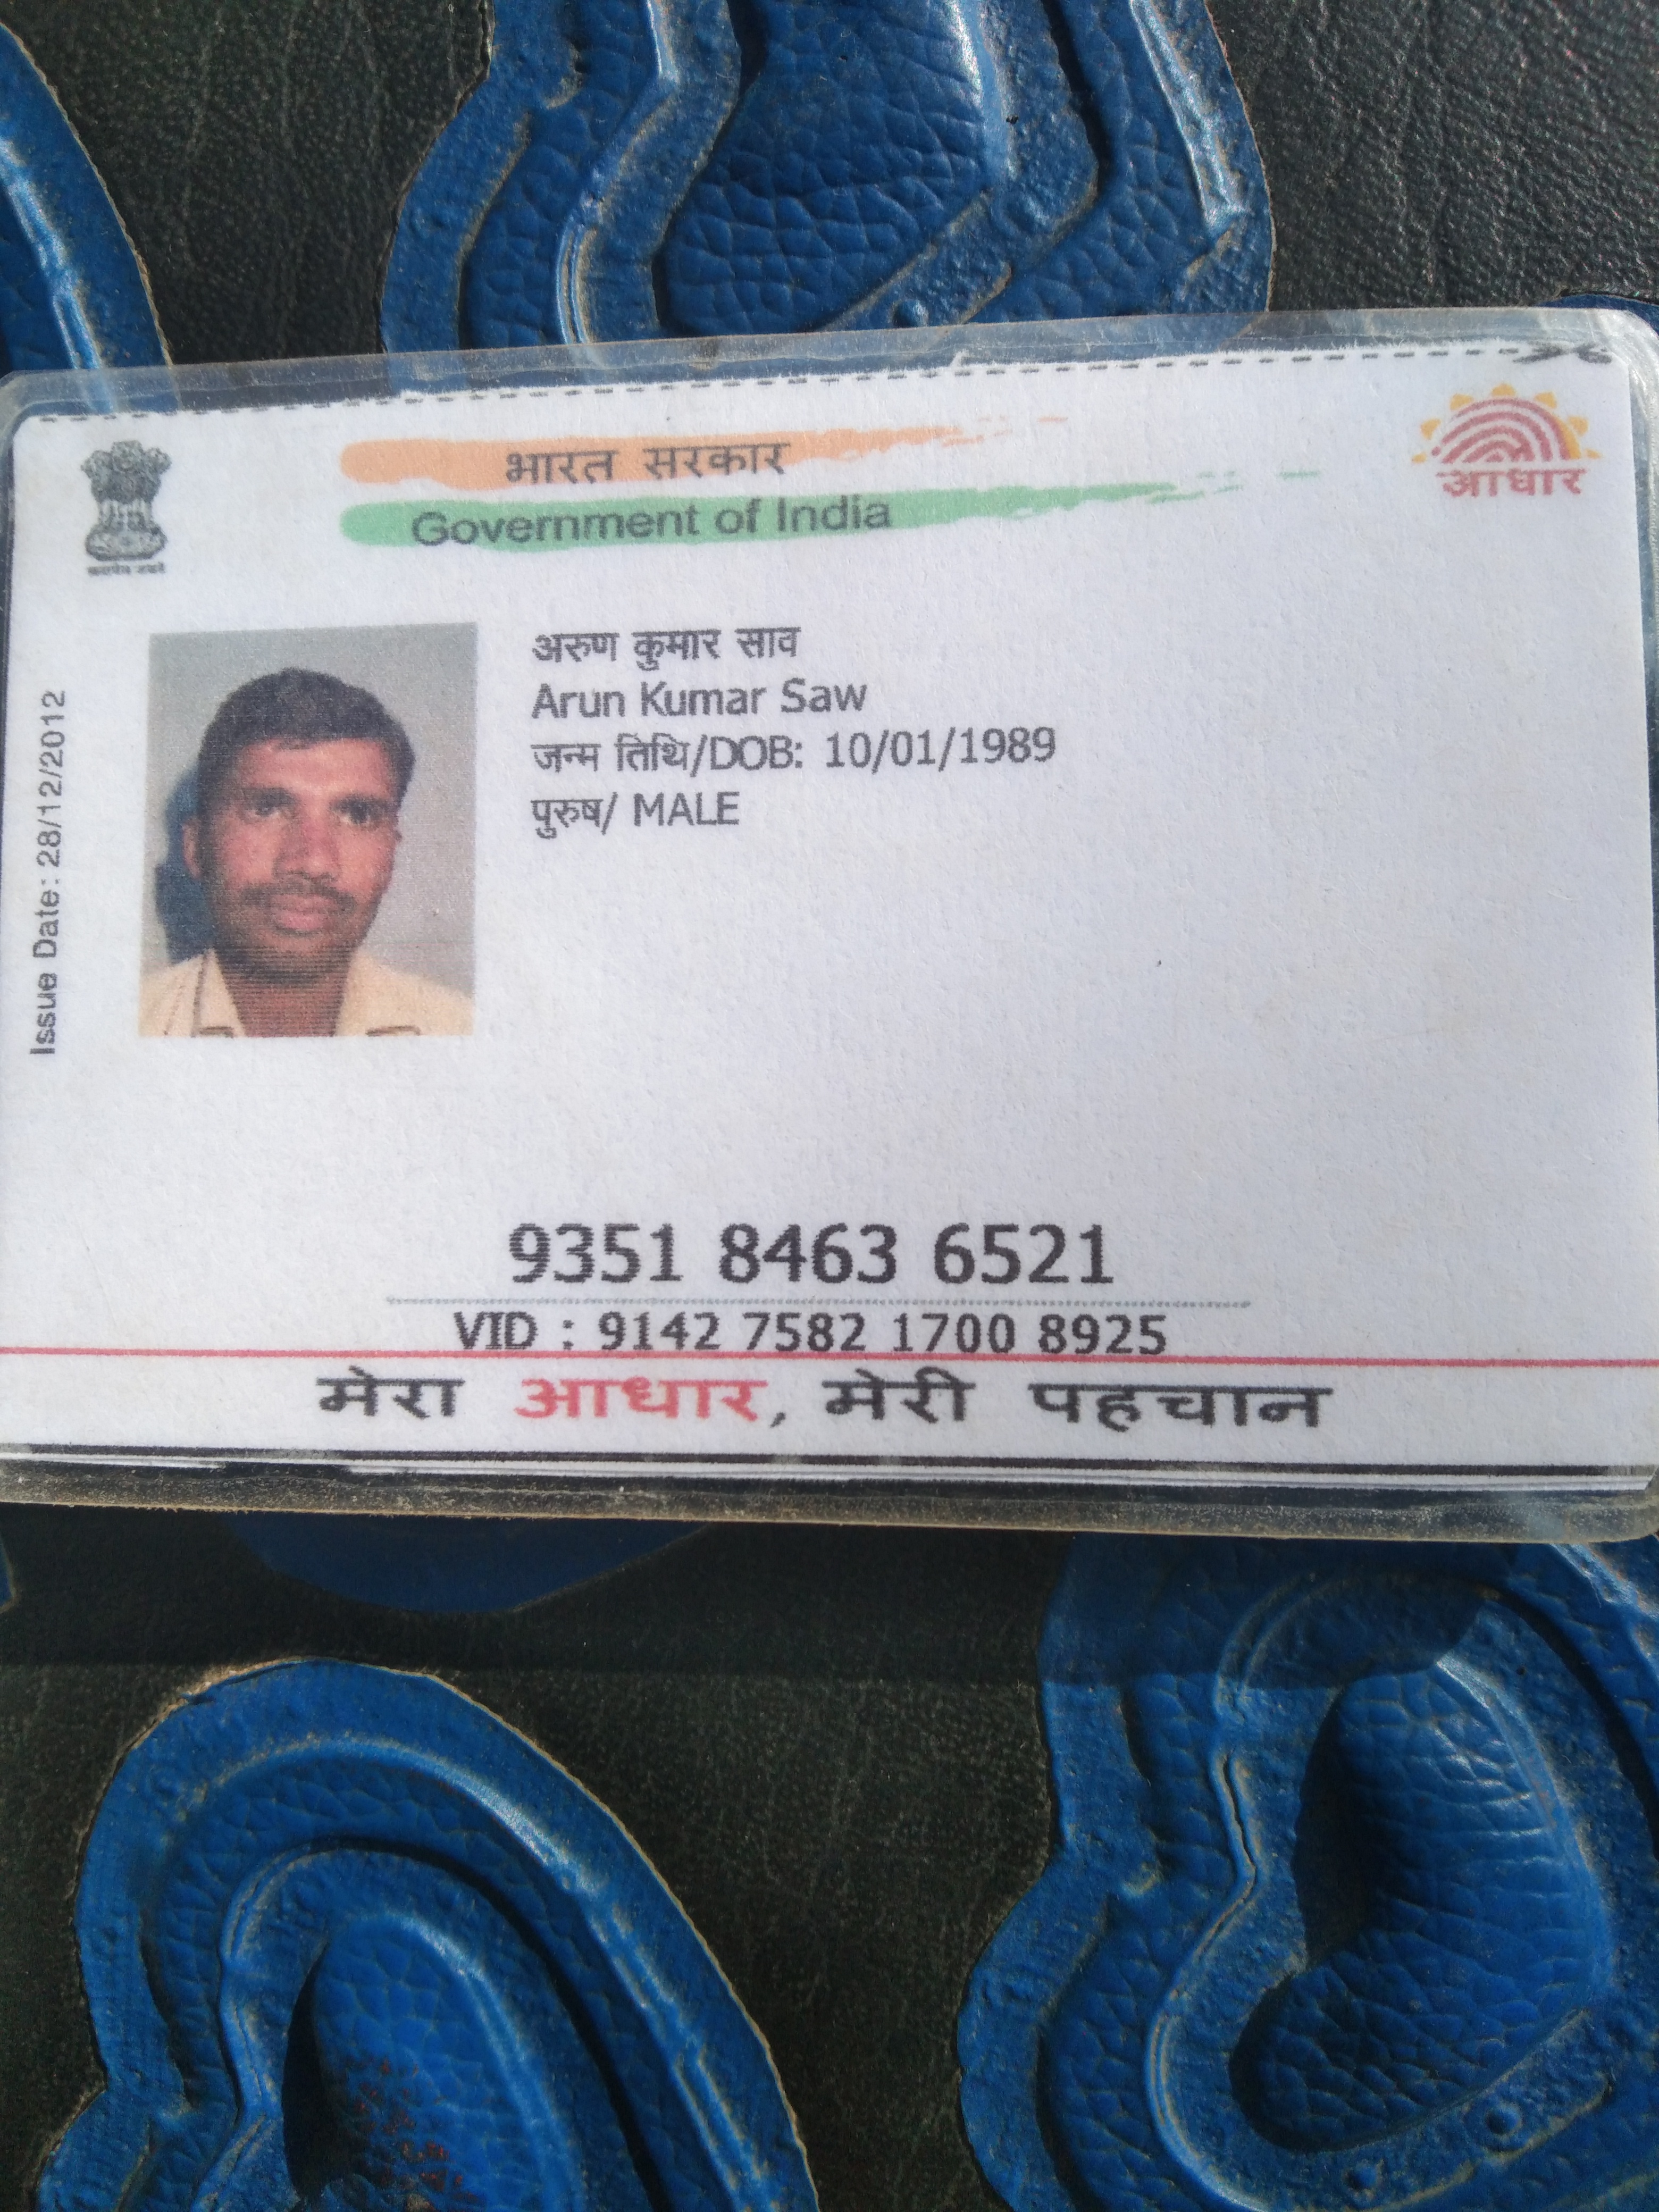 भारत सरकार
Government of India
आधार
अरुण कुमार साव
Arun Kumar Saw
जन्म तिथि/DOB: 10/01/1989
पुरुष/ MALE
Issue Date: 28/12/2012
9351 8463 6521
VID : 9142 7582 1700 8925
मेरा आधार, मेरी पहचान